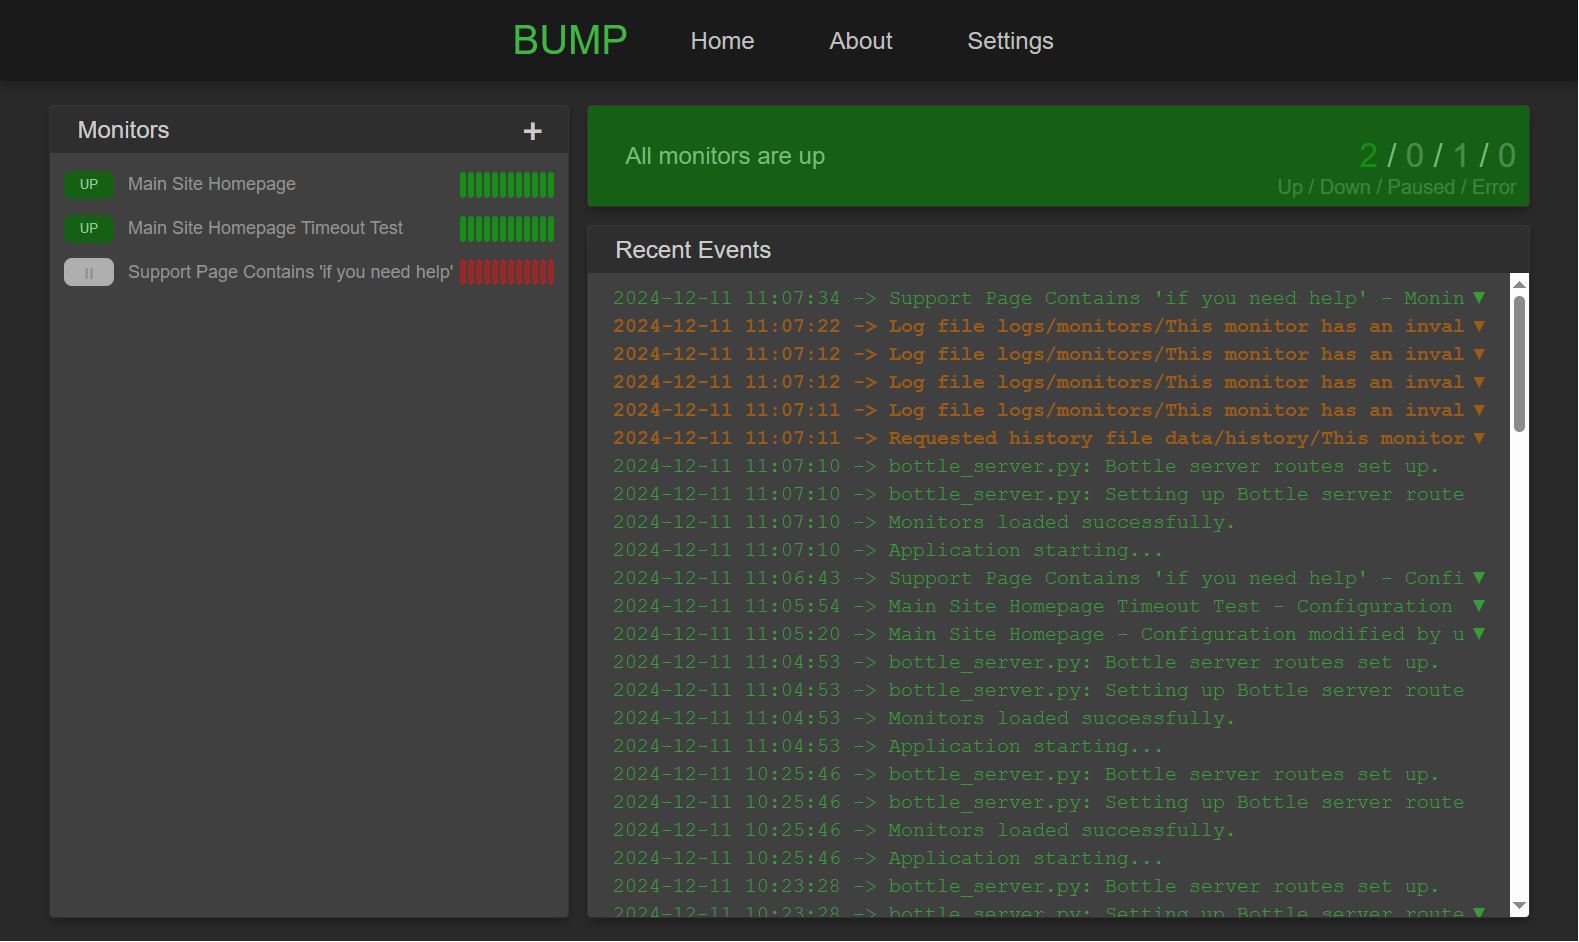 BUMP Home About Settings
Monitors +
UP Main Site Homepage
UP Main Site Homepage Timeout Test
Support Page Contains 'if you need help'
All monitors are up
2 / 0 / 1 / 0
Up / Down / Paused / Error
Recent Events
2024-12-11 11:07:34 -> Support Page Contains 'if you need help' - Monin ▼
2024-12-11 11:07:22 -> Log file logs/monitors/This monitor has an inval ▼
2024-12-11 11:07:12 -> Log file logs/monitors/This monitor has an inval ▼
2024-12-11 11:07:12 -> Log file logs/monitors/This monitor has an inval ▼
2024-12-11 11:07:11 -> Log file logs/monitors/This monitor has an inval ▼
2024-12-11 11:07:11 -> Requested history file data/history/This monitor ▼
2024-12-11 11:07:10 -> bottle_server.py: Bottle server routes set up.
2024-12-11 11:07:10 -> bottle_server.py: Setting up Bottle server route
2024-12-11 11:07:10 -> Monitors loaded successfully.
2024-12-11 11:07:10 -> Application starting...
2024-12-11 11:06:43 -> Support Page Contains 'if you need help' - Confi ▼
2024-12-11 11:05:54 -> Main Site Homepage Timeout Test - Configuration ▼
2024-12-11 11:05:20 -> Main Site Homepage - Configuration modified by u ▼
2024-12-11 11:04:53 -> bottle_server.py: Bottle server routes set up.
2024-12-11 11:04:53 -> bottle_server.py: Setting up Bottle server route
2024-12-11 11:04:53 -> Monitors loaded successfully.
2024-12-11 11:04:53 -> Application starting...
2024-12-11 10:25:46 -> bottle_server.py: Bottle server routes set up.
2024-12-11 10:25:46 -> bottle_server.py: Setting up Bottle server route
2024-12-11 10:25:46 -> Monitors loaded successfully.
2024-12-11 10:25:46 -> Application starting...
2024-12-11 10:23:28 -> bottle_server.py: Bottle server routes set up.
2024-12-11 10:23:28 -> bottle_server.py: Setting up Bottle server route ▼